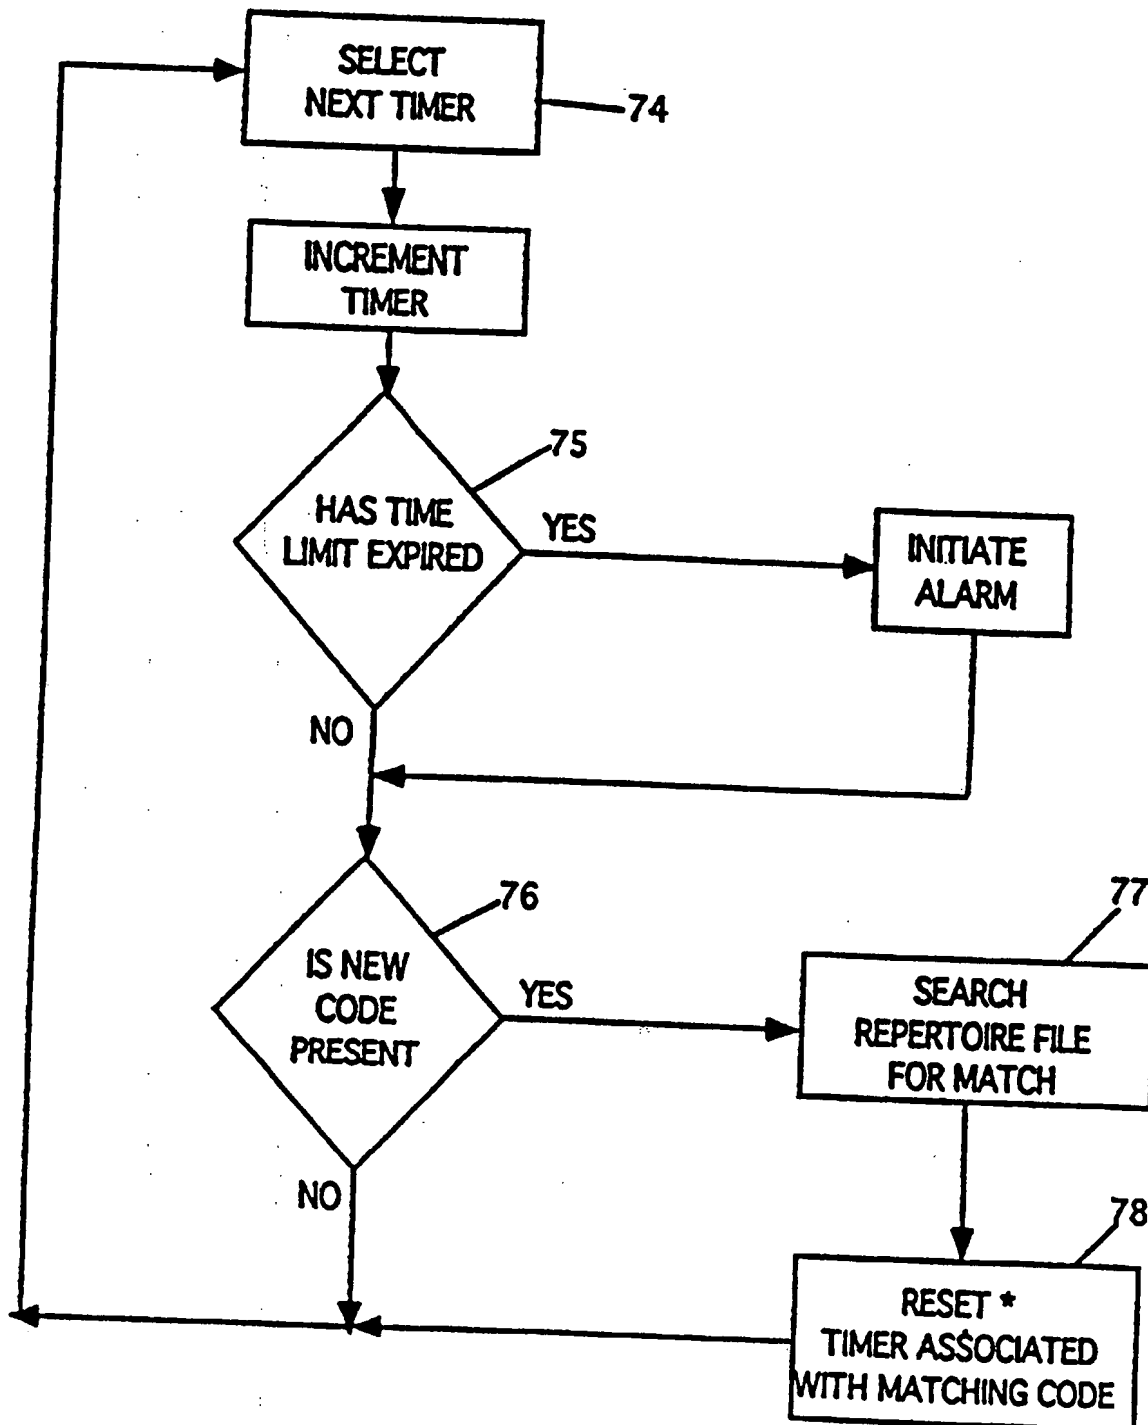 SELECT
NEXT TIMER
74
INCREMENT
TIMER
75
HAS TIME
LIMIT EXPIRED
YES
INITIATE
ALARM
NO
76
IS NEW
CODE
PRESENT
YES
77
SEARCH
REPERTOIRE FILE
FOR MATCH
NO
78
RESET *
TIMER ASSOCIATED
WITH MATCHING CODE